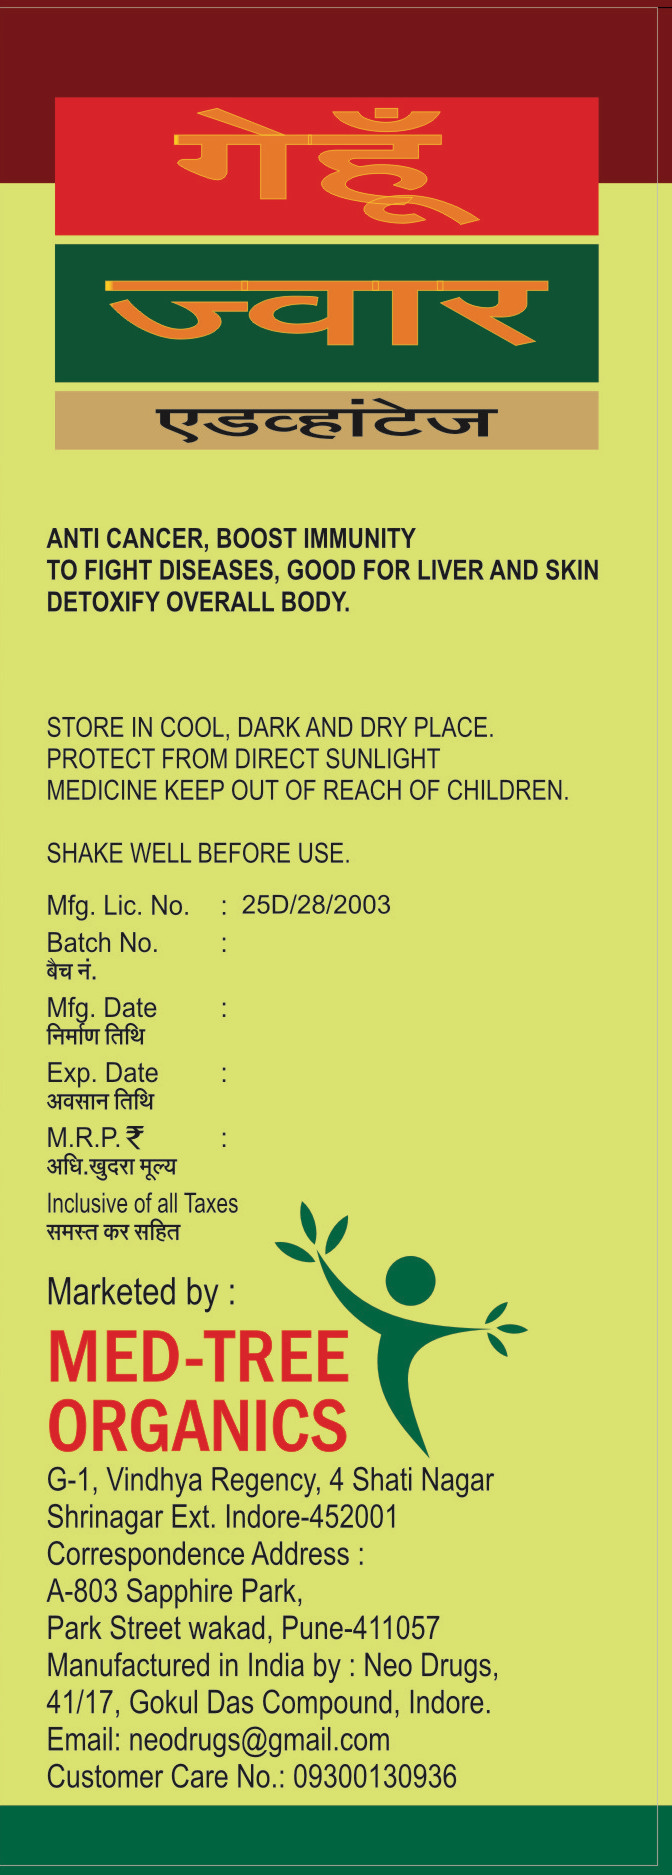 गेहूँ
ज्वार
एडव्हांटेज
ANTI CANCER, BOOST IMMUNITY
TO FIGHT DISEASES, GOOD FOR LIVER AND SKIN
DETOXIFY OVERALL BODY.
STORE IN COOL, DARK AND DRY PLACE.
PROTECT FROM DIRECT SUNLIGHT
MEDICINE KEEP OUT OF REACH OF CHILDREN.
SHAKE WELL BEFORE USE.
Mfg. Lic. No. : 25D/28/2003
Batch No. :
बैच नं.
Mfg. Date :
निर्माण तिथि
Exp. Date :
अवसान तिथि
M.R.P. ₹ :
अधि.खुदरा मूल्य
Inclusive of all Taxes
समस्त कर सहित
Marketed by :
MED-TREE
ORGANICS
G-1, Vindhya Regency, 4 Shati Nagar
Shrinagar Ext. Indore-452001
Correspondence Address :
A-803 Sapphire Park,
Park Street wakad, Pune-411057
Manufactured in India by : Neo Drugs,
41/17, Gokul Das Compound, Indore.
Email: neodrugs@gmail.com
Customer Care No.: 09300130936